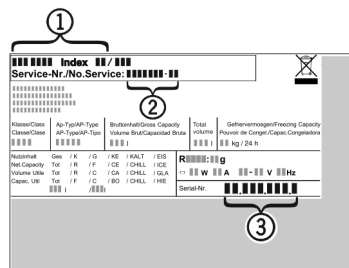 1
Index /
Service-Nr./No.Service: -
2
Klasse/Class Ap-Typ/AP-Type Bruttoinhalt/Gross Capacity Total Gefriervermoegen/Freezing Capacity
Classe/Clase AP-Type/AP-Tipo Volume Brut/Capacidad Bruta volume Pouvoir de Congel./Capac.Congeladora
l l kg / 24 h
Nutzinhalt Ges / K / G / KE / KALT / EIS
Net.Capacity Tot / R / F / CE / CHILL / ICE
Volume Utile Tot / R / C / CA / CHILL / GLA
Capac. Util Tot / F / C / BO / CHILL / HIE
l / l
R : g
W A - V Hz
Serial-Nr. , , ,
3